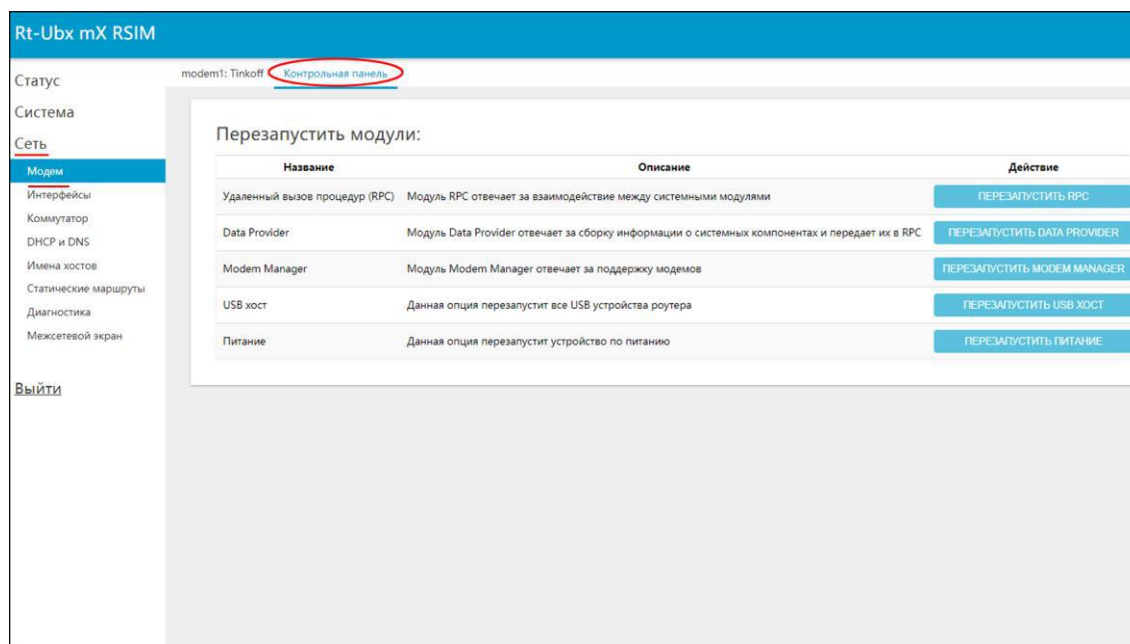 Rt-Ubx mX RSIM
Статус
Система
Сеть
Модем
Интерфейсы
Коммутатор
DHCP и DNS
Имена хостов
Статические маршруты
Диагностика
Межсетевой экран
Выйти
modem1: Tinkoff Контрольная панель
Перезапустить модули:
Название Описание Действие
Удаленный вызов процедур (RPC) Модуль RPC отвечает за взаимодействие между системными модулями ПЕРЕЗАПУСТИТЬ RPC
Data Provider Модуль Data Provider отвечает за сборку информации о системных компонентах и передает их в RPC ПЕРЕЗАПУСТИТЬ DATA PROVIDER
Modem Manager Модуль Modem Manager отвечает за поддержку модемов ПЕРЕЗАПУСТИТЬ MODEM MANAGER
USB хост Данная опция перезапустит все USB устройства роутера ПЕРЕЗАПУСТИТЬ USB ХОСТ
Питание Данная опция перезапустит устройство по питанию ПЕРЕЗАПУСТИТЬ ПИТАНИЕ